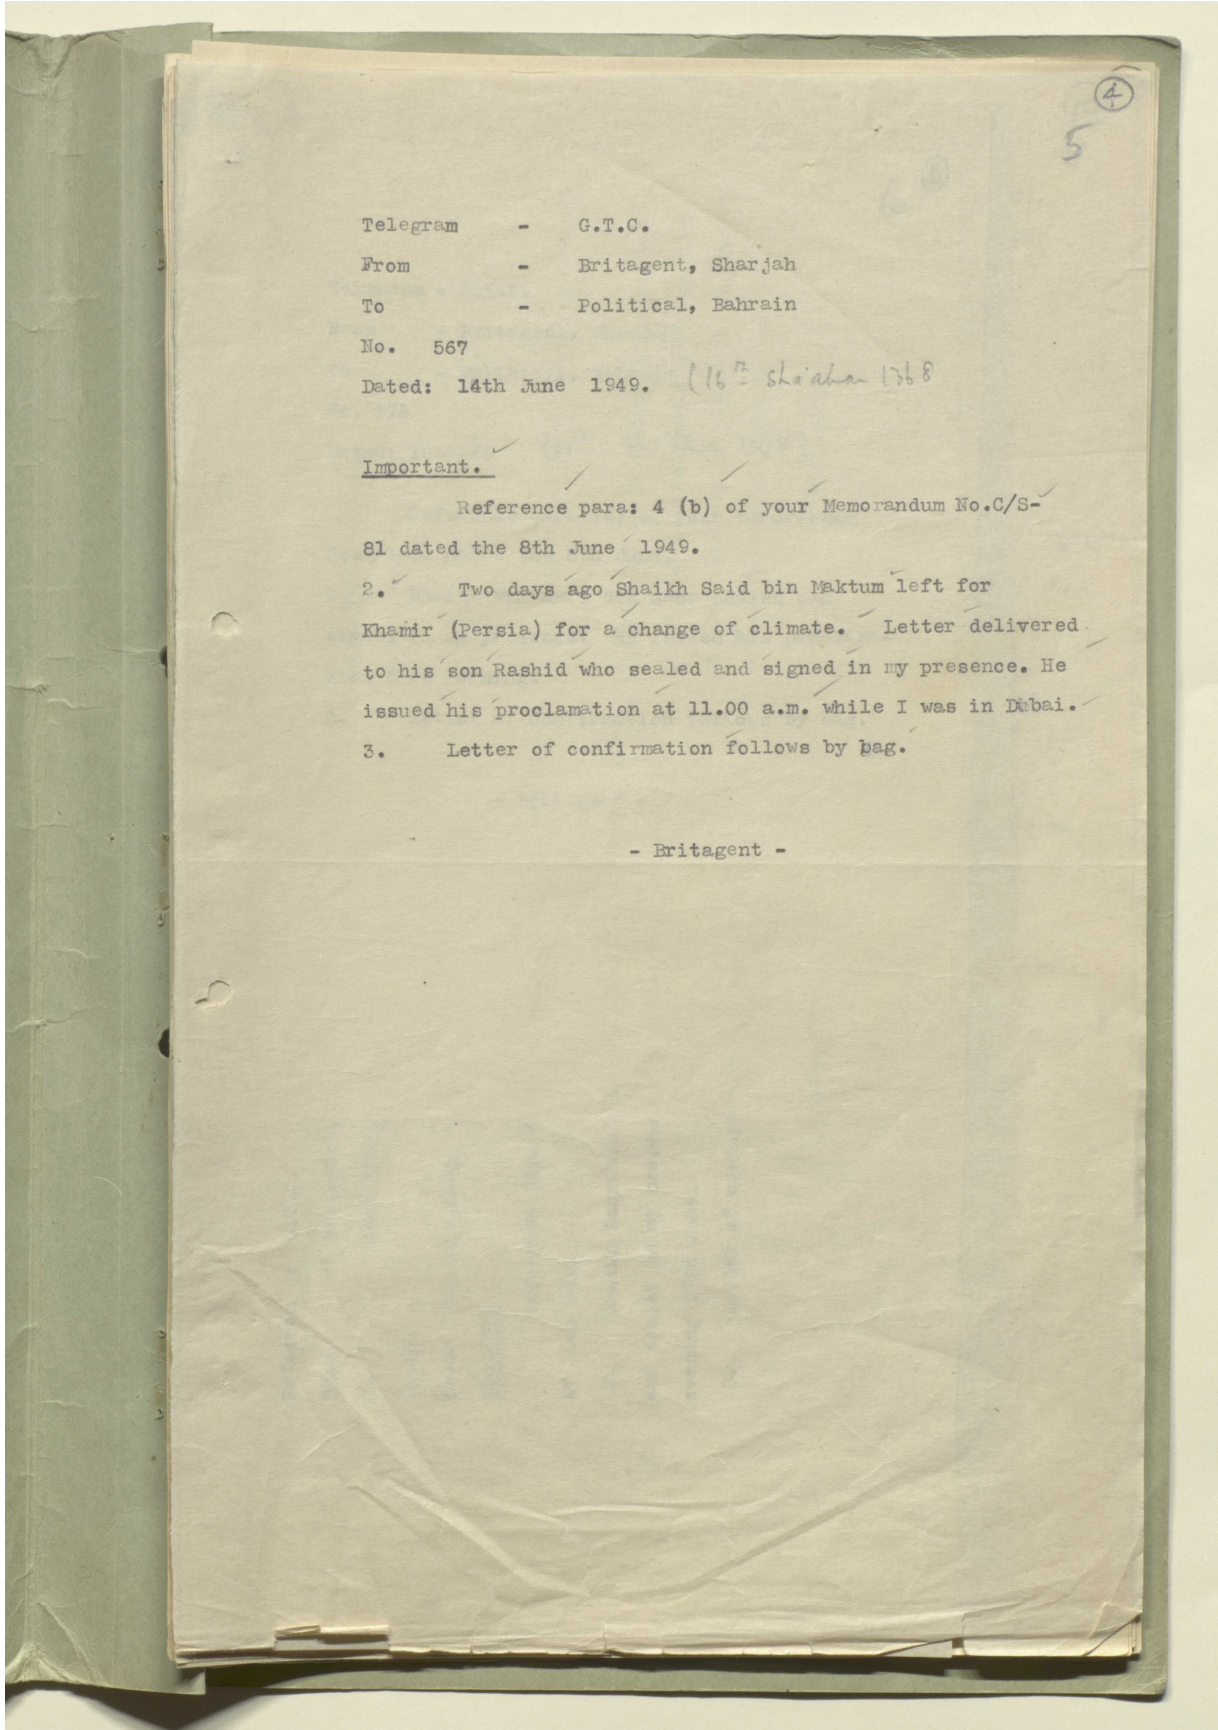 4
5
Telegram - G.T.C.
From - Britagent, Sharjah
To - Political, Bahrain
No. 567
Dated: 14th June 1949. (16th Sha'aban 1368
Important.
Reference para: 4 (b) of your Memorandum No.C/S-
81 dated the 8th June 1949.
2. Two days ago Shaikh Said bin Maktum left for
Khamir (Persia) for a change of climate. Letter delivered
to his son Rashid who sealed and signed in my presence. He
issued his proclamation at 11.00 a.m. while I was in Dubai.
3. Letter of confirmation follows by bag.
- Britagent -